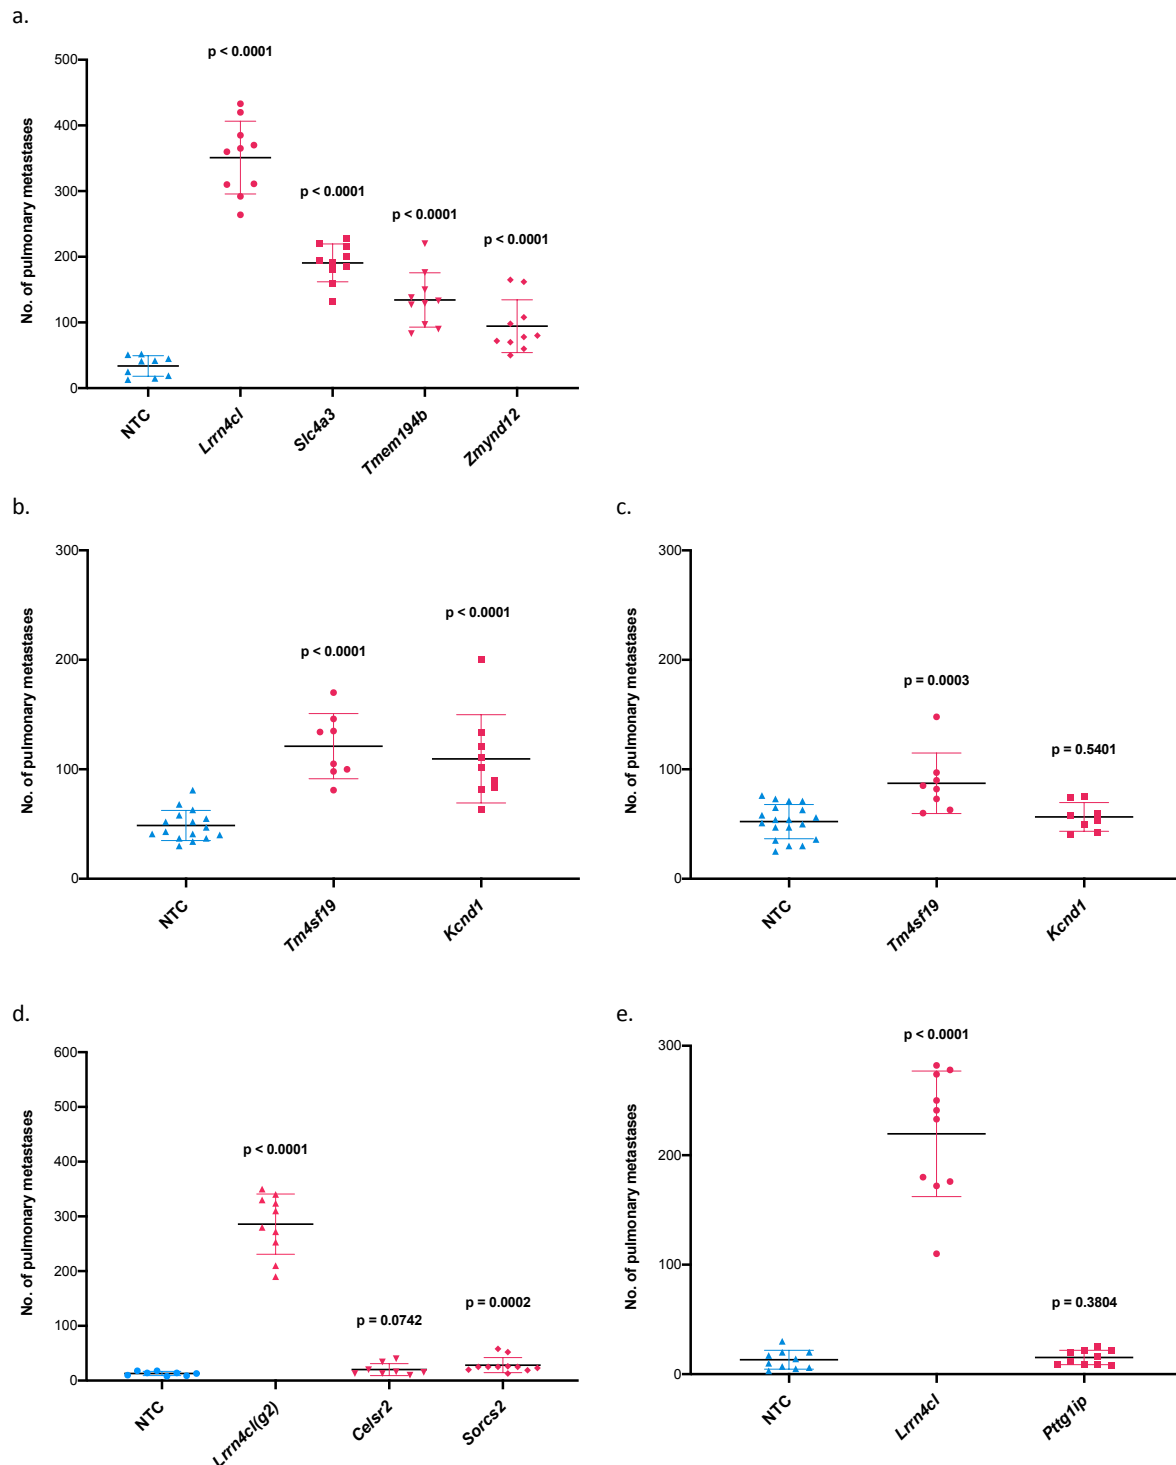 a.
No. of pulmonary metastases
500
400
300
200
100
0
p < 0.0001
p < 0.0001
p < 0.0001
p < 0.0001
NTC
Lrrn4cl
Slc4a3
Tmem194b
Zmynd12
b.
No. of pulmonary metastases
300
200
100
0
p < 0.0001
p < 0.0001
NTC
Tm4sf19
Kcnd1
c.
No. of pulmonary metastases
300
200
100
0
p = 0.0003
p = 0.5401
NTC
Tm4sf19
Kcnd1
d.
No. of pulmonary metastases
600
500
400
300
200
100
0
p < 0.0001
p = 0.0742
p = 0.0002
NTC
Lrrn4cl(g2)
Celsr2
Sorcs2
e.
No. of pulmonary metastases
300
200
100
0
p < 0.0001
p = 0.3804
NTC
Lrrn4cl
Pttg1ip